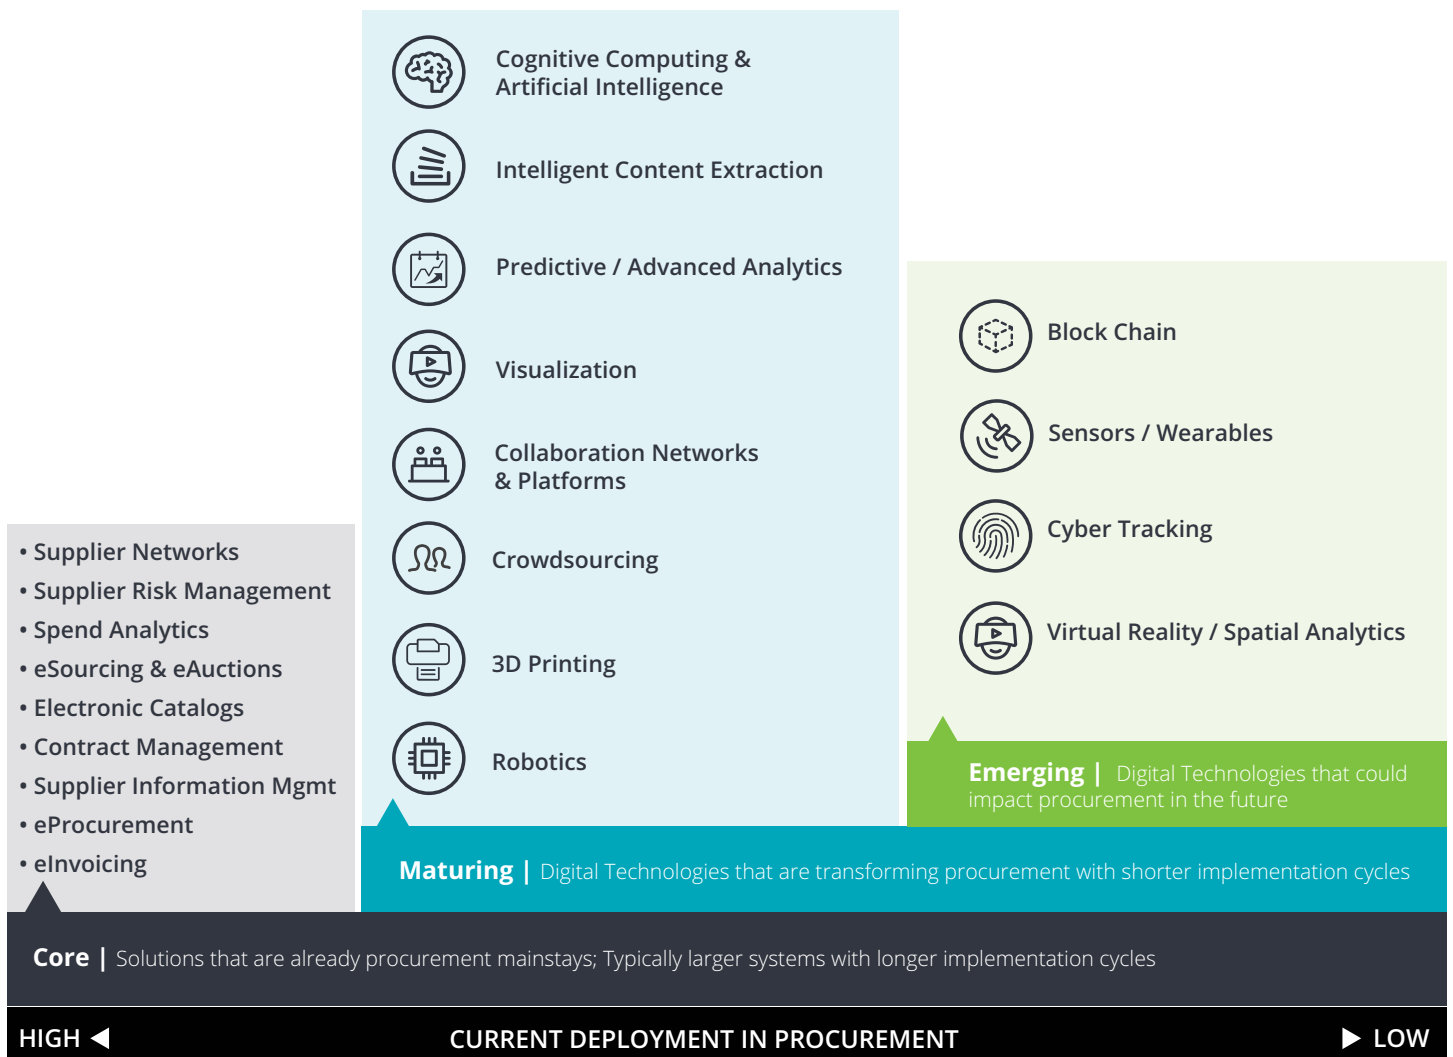 Cognitive Computing &
Artificial Intelligence
Intelligent Content Extraction
Predictive / Advanced Analytics
Visualization
Collaboration Networks
& Platforms
Crowdsourcing
3D Printing
Robotics
Block Chain
Sensors / Wearables
Cyber Tracking
Virtual Reality / Spatial Analytics
• Supplier Networks
• Supplier Risk Management
• Spend Analytics
• eSourcing & eAuctions
• Electronic Catalogs
• Contract Management
• Supplier Information Mgmt
• eProcurement
• eInvoicing
Emerging | Digital Technologies that could
impact procurement in the future
Maturing | Digital Technologies that are transforming procurement with shorter implementation cycles
Core | Solutions that are already procurement mainstays; Typically larger systems with longer implementation cycles
HIGH ◀ CURRENT DEPLOYMENT IN PROCUREMENT ▶ LOW